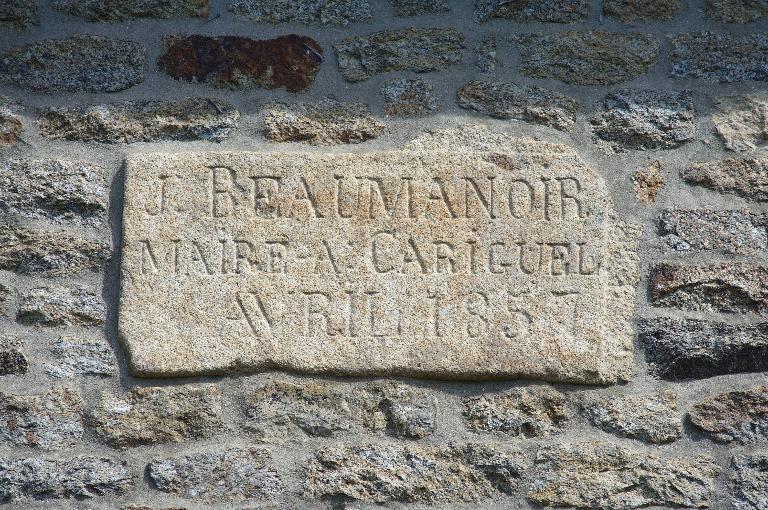 J. BEAUMANOIR
MAIRE-A. CARIGUEL
AVRIL 1857